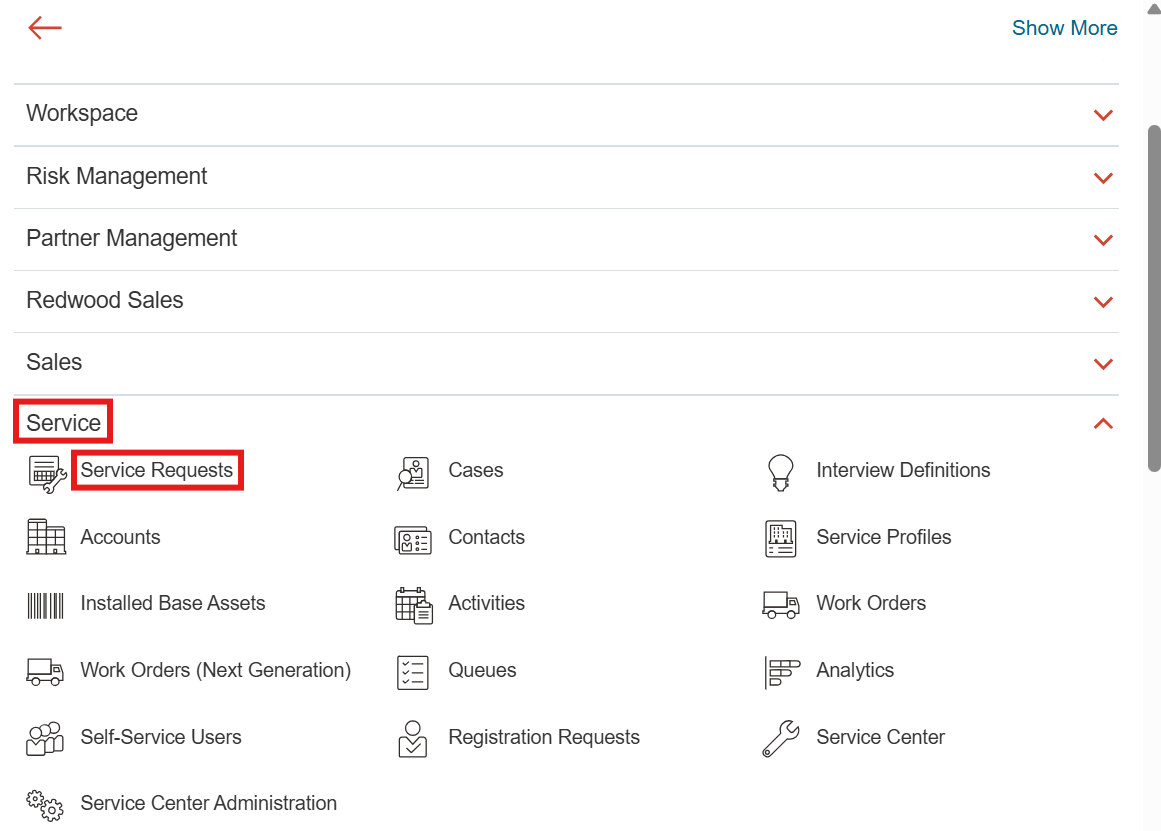 Show More
Workspace
Risk Management
Partner Management
Redwood Sales
Sales
Service
Service Requests
Cases
Interview Definitions
Accounts
Contacts
Service Profiles
Installed Base Assets
Activities
Work Orders
Work Orders (Next Generation)
Queues
Analytics
Self-Service Users
Registration Requests
Service Center
Service Center Administration